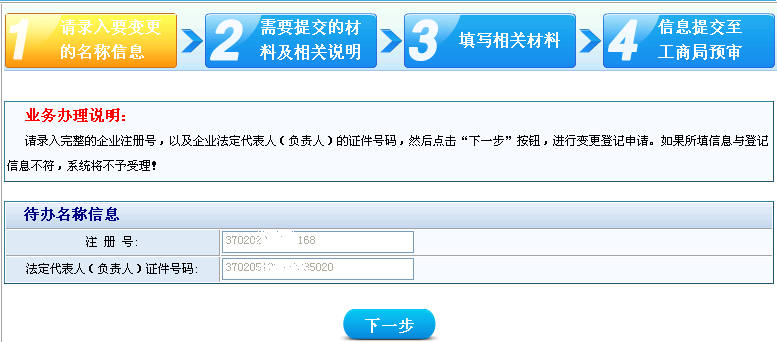 1 请录入要变更的名称信息
2 需要提交的材料及相关说明
3 填写相关材料
4 信息提交至工商局预审
业务办理说明：
请录入完整的企业注册号，以及企业法定代表人（负责人）的证件号码，然后点击“下一步”按钮，进行变更登记申请。如果所填信息与登记
信息不符，系统将不予受理！
待办名称信息
注 册 号:
法定代表人（负责人）证件号码:
下一步